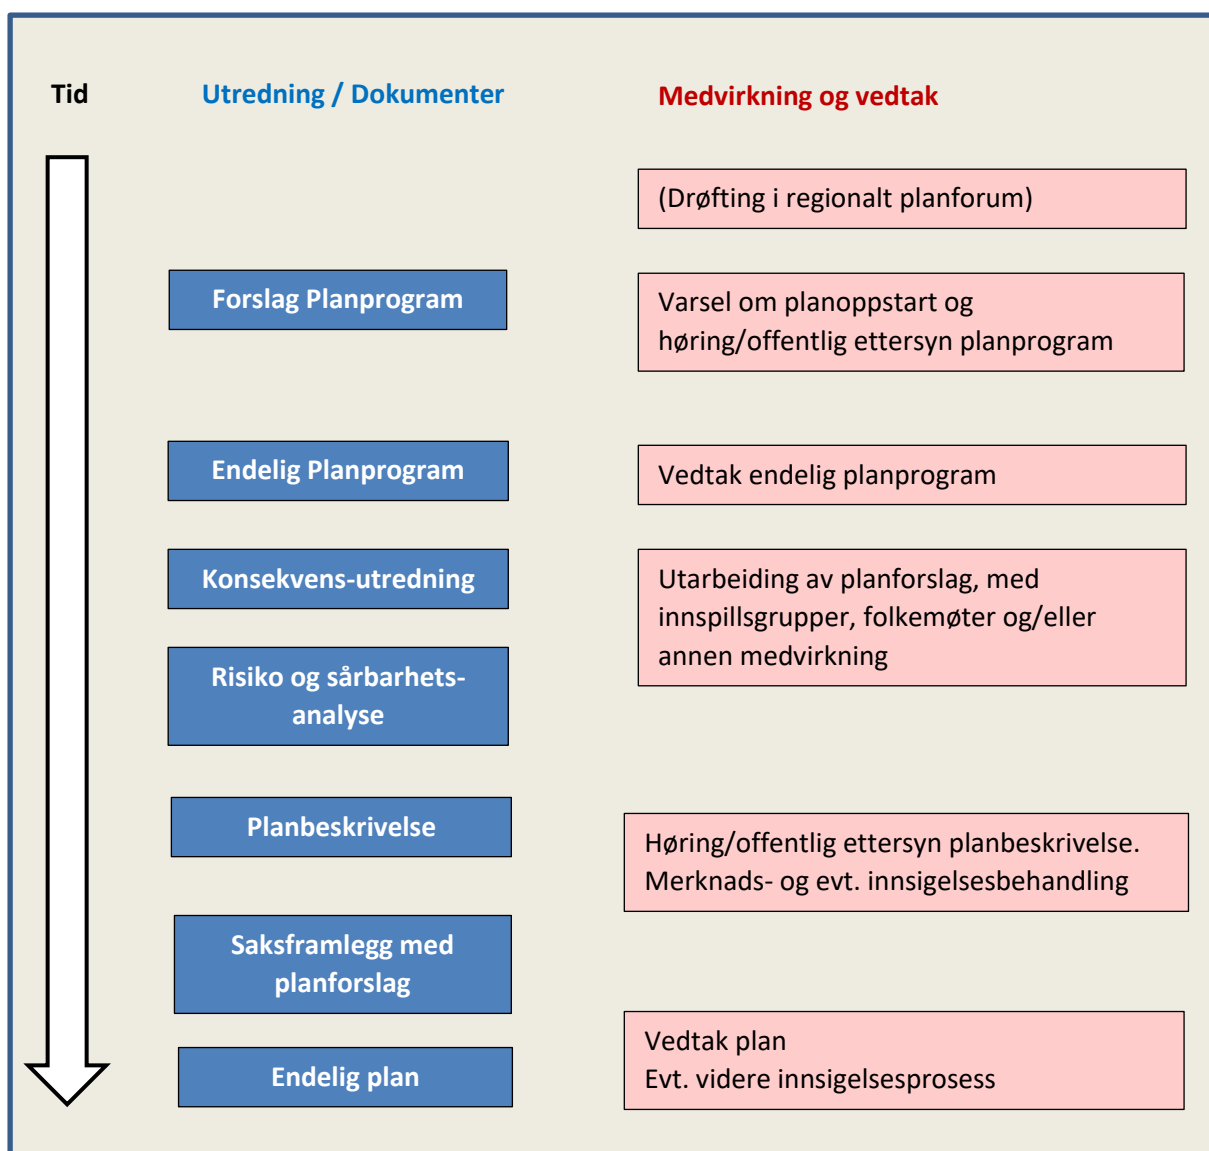 Tid
Utredning / Dokumenter
Medvirkning og vedtak
(Drøfting i regionalt planforum)
Forslag Planprogram
Varsel om planoppstart og
høring/offentlig ettersyn planprogram
Endelig Planprogram
Vedtak endelig planprogram
Konsekvens-utredning
Utarbeiding av planforslag, med
innspillsgrupper, folkemøter og/eller
annen medvirkning
Risiko og sårbarhets-
analyse
Planbeskrivelse
Høring/offentlig ettersyn planbeskrivelse.
Merknads- og evt. innsigelsesbehandling
Saksframlegg med
planforslag
Vedtak plan
Evt. videre innsigelsesprosess
Endelig plan